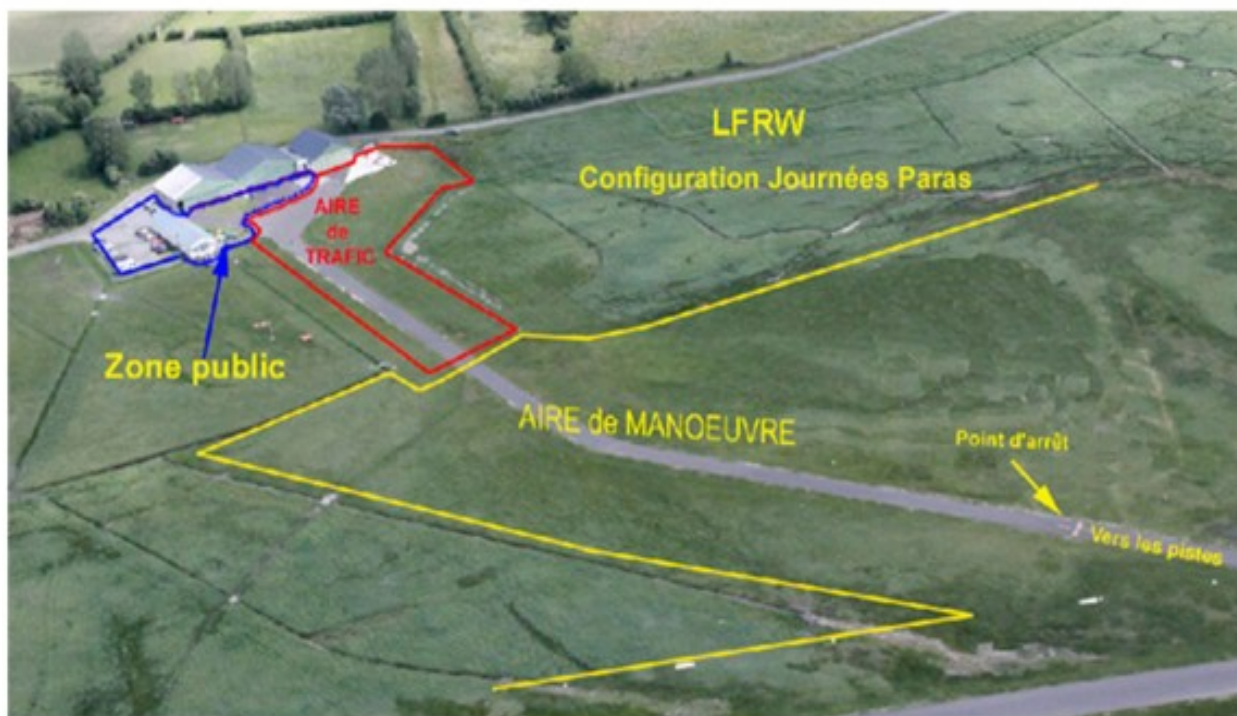 LFRW
Configuration Journées Paras
AIRE
de
TRAFIC
Zone public
AIRE de MANOEUVRE
Point d'arrêt
Vers les pistes